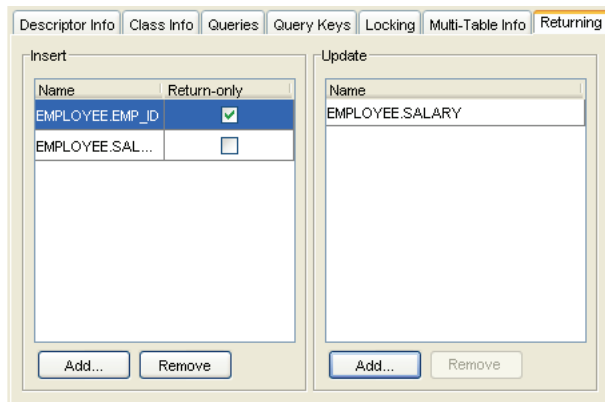 Descriptor Info Class Info Queries Query Keys Locking Multi-Table Info Returning
Insert Update
Name Return-only Name
EMPLOYEE.EMP_ID EMPLOYEE.SALARY
EMPLOYEE.SAL...
Add... Remove Add... Remove